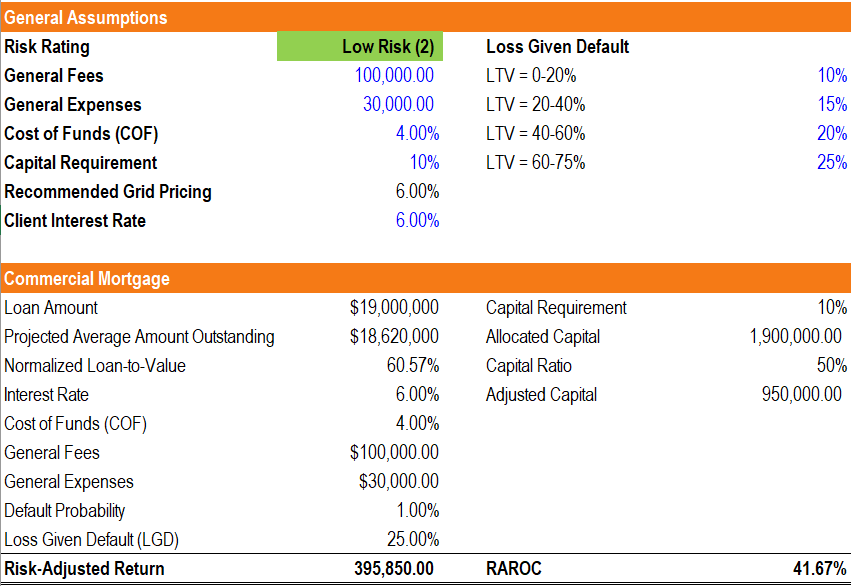 General Assumptions
Risk Rating Low Risk (2) Loss Given Default
General Fees 100,000.00 LTV = 0-20% 10%
General Expenses 30,000.00 LTV = 20-40% 15%
Cost of Funds (COF) 4.00% LTV = 40-60% 20%
Capital Requirement 10% LTV = 60-75% 25%
Recommended Grid Pricing 6.00%
Client Interest Rate 6.00%
Commercial Mortgage
Loan Amount $19,000,000 Capital Requirement 10%
Projected Average Amount Outstanding $18,620,000 Allocated Capital 1,900,000.00
Normalized Loan-to-Value 60.57% Capital Ratio 50%
Interest Rate 6.00% Adjusted Capital 950,000.00
Cost of Funds (COF) 4.00%
General Fees $100,000.00
General Expenses $30,000.00
Default Probability 1.00%
Loss Given Default (LGD) 25.00%
Risk-Adjusted Return 395,850.00 RAROC 41.67%